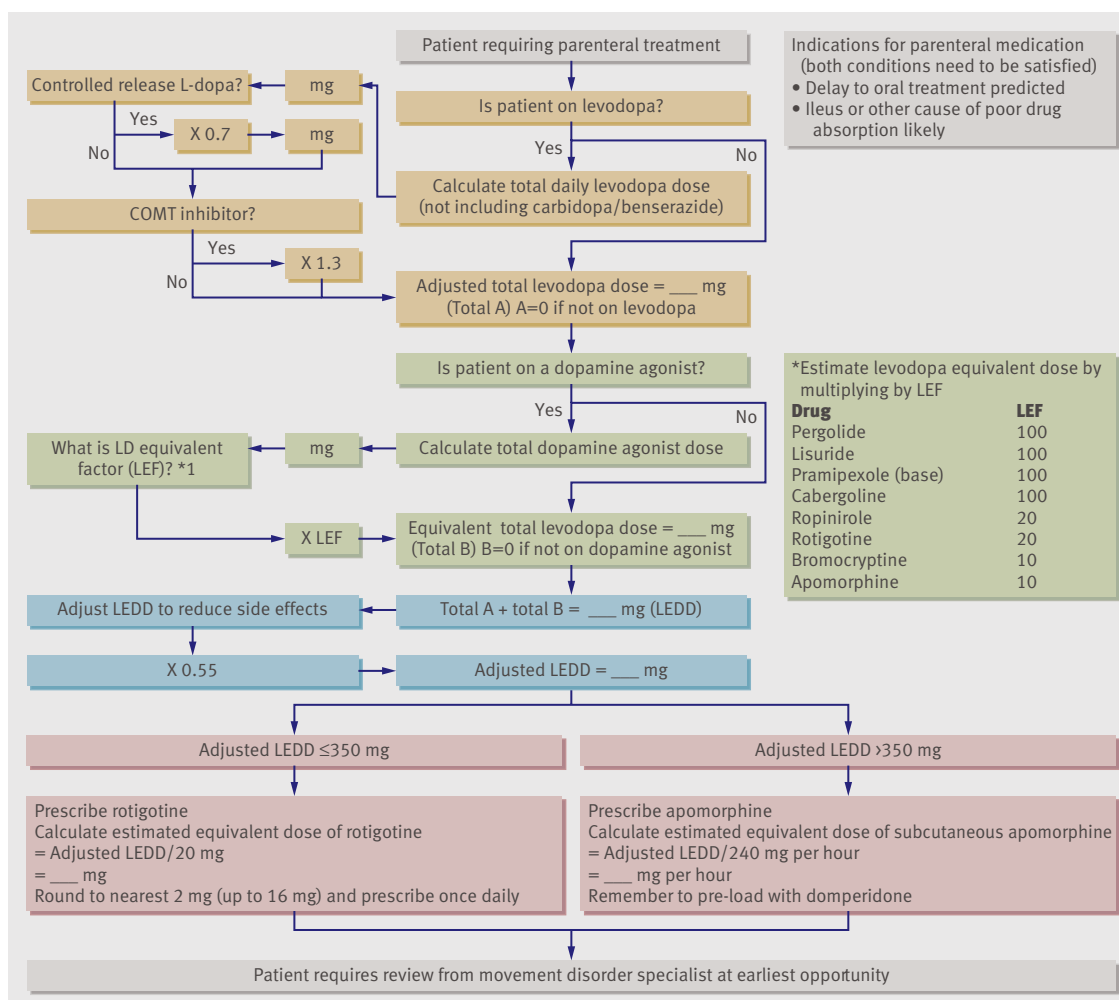 Patient requiring parenteral treatment
Indications for parenteral medication
(both conditions need to be satisfied)
• Delay to oral treatment predicted
• Ileus or other cause of poor drug
absorption likely
Controlled release L-dopa?
mg
Is patient on levodopa?
Yes
X 0.7
mg
No
Yes
No
Calculate total daily levodopa dose
(not including carbidopa/benserazide)
COMT inhibitor?
Yes
X 1.3
No
Adjusted total levodopa dose = ___ mg
(Total A) A=0 if not on levodopa
Is patient on a dopamine agonist?
Yes
No
*Estimate levodopa equivalent dose by
multiplying by LEF
Drug LEF
Pergolide 100
Lisuride 100
Pramipexole (base) 100
Cabergoline 100
Ropinirole 20
Rotigotine 20
Bromocryptine 10
Apomorphine 10
What is LD equivalent
factor (LEF)? *1
mg
Calculate total dopamine agonist dose
X LEF
Equivalent total levodopa dose = ___ mg
(Total B) B=0 if not on dopamine agonist
Adjust LEDD to reduce side effects
Total A + total B = ___ mg (LEDD)
X 0.55
Adjusted LEDD = ___ mg
Adjusted LEDD ≤350 mg
Adjusted LEDD >350 mg
Prescribe rotigotine
Calculate estimated equivalent dose of rotigotine
= Adjusted LEDD/20 mg
= ___ mg
Round to nearest 2 mg (up to 16 mg) and prescribe once daily
Prescribe apomorphine
Calculate estimated equivalent dose of subcutaneous apomorphine
= Adjusted LEDD/240 mg per hour
= ___ mg per hour
Remember to pre-load with domperidone
Patient requires review from movement disorder specialist at earliest opportunity